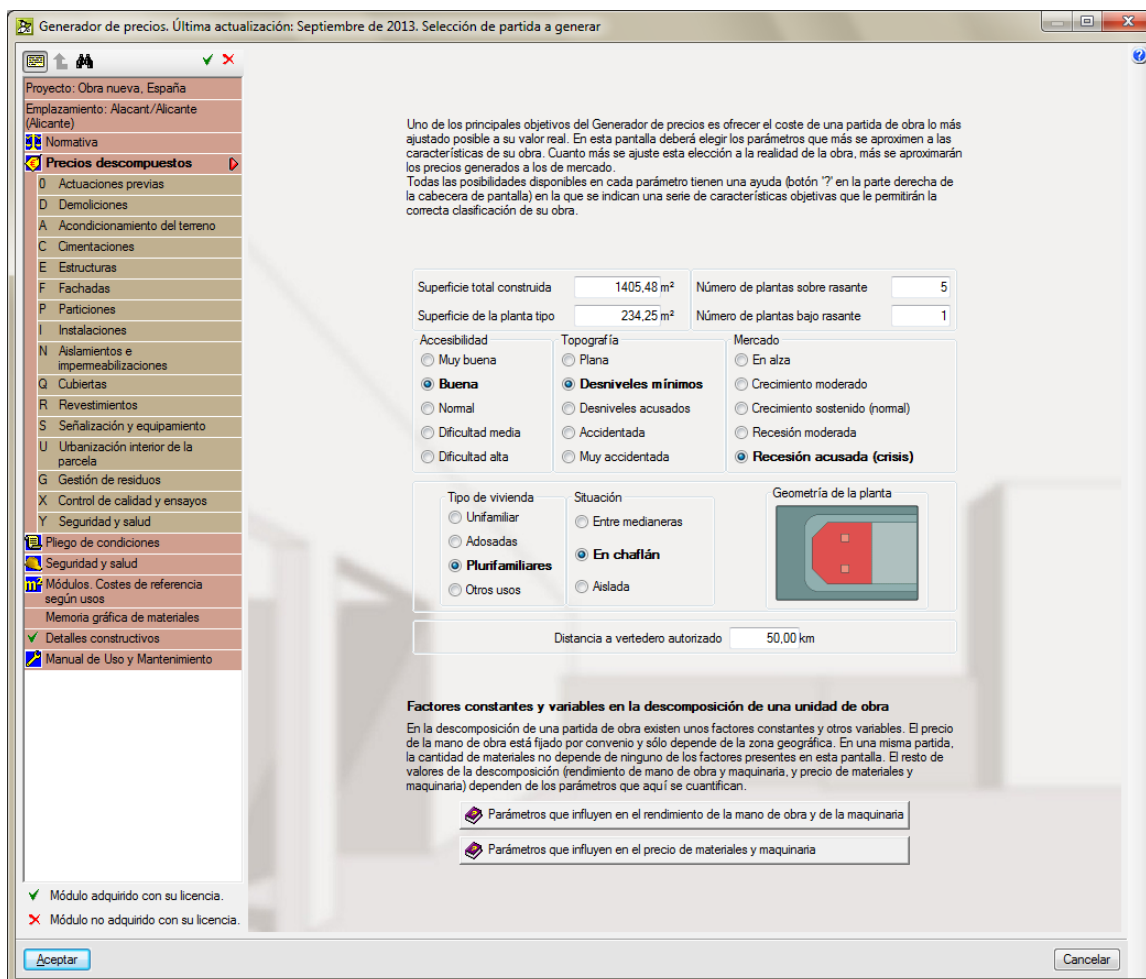 Generador de precios. Última actualización: Septiembre de 2013. Selección de partida a generar
Proyecto: Obra nueva, España
Emplazamiento: Alacant/Alicante
(Alicante)
Normativa
Precios descompuestos
0 Actuaciones previas
D Demoliciones
A Acondicionamiento del terreno
C Cimentaciones
E Estructuras
F Fachadas
P Particiones
I Instalaciones
N Aislamientos e
impermeabilizaciones
Q Cubiertas
R Revestimientos
S Señalización y equipamiento
U Urbanización interior de la
parcela
G Gestión de residuos
X Control de calidad y ensayos
Y Seguridad y salud
Pliego de condiciones
Seguridad y salud
m² Módulos. Costes de referencia
según usos
Memoria gráfica de materiales
Detalles constructivos
Manual de Uso y Mantenimiento
Módulo adquirido con su licencia.
Módulo no adquirido con su licencia.
Uno de los principales objetivos del Generador de precios es ofrecer el coste de una partida de obra lo más
ajustado posible a su valor real. En esta pantalla deberá elegir los parámetros que más se aproximen a las
características de su obra. Cuanto más se ajuste esta elección a la realidad de la obra, más se aproximarán
los precios generados a los de mercado.
Todas las posibilidades disponibles en cada parámetro tienen una ayuda (botón '?' en la parte derecha de
la cabecera de pantalla) en la que se indican una serie de características objetivas que le permitirán la
correcta clasificación de su obra.
Superficie total construida 1405,48 m² Número de plantas sobre rasante 5
Superficie de la planta tipo 234,25 m² Número de plantas bajo rasante 1
Accesibilidad Topografía Mercado
Muy buena Plana En alza
Buena Desniveles mínimos Crecimiento moderado
Normal Desniveles acusados Crecimiento sostenido (normal)
Dificultad media Accidentada Recesión moderada
Dificultad alta Muy accidentada Recesión acusada (crisis)
Tipo de vivienda Situación Geometría de la planta
Unifamiliar Entre medianeras
Adosadas
Plurifamiliares En chaflán
Otros usos Aislada
Distancia a vertedero autorizado 50,00 km
Factores constantes y variables en la descomposición de una unidad de obra
En la descomposición de una partida de obra existen unos factores constantes y otros variables. El precio
de la mano de obra está fijado por convenio y sólo depende de la zona geográfica. En una misma partida,
la cantidad de materiales no depende de ninguno de los factores presentes en esta pantalla. El resto de
valores de la descomposición (rendimiento de mano de obra y maquinaria, y precio de materiales y
maquinaria) dependen de los parámetros que aquí se cuantifican.
Parámetros que influyen en el rendimiento de la mano de obra y de la maquinaria
Parámetros que influyen en el precio de materiales y maquinaria
Aceptar Cancelar